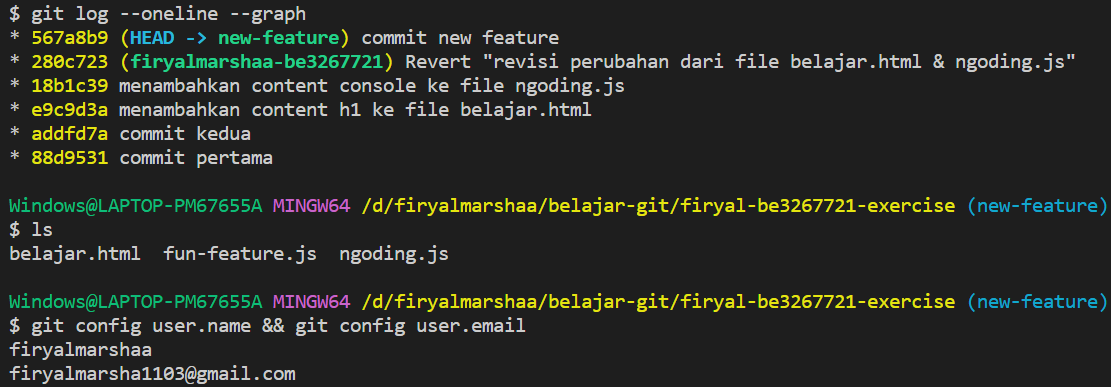 $ git log --oneline --graph
* 567a8b9 (HEAD -> new-feature) commit new feature
* 280c723 (firyalmarshaa-be3267721) Revert "revisi perubahan dari file belajar.html & ngoding.js"
* 18b1c39 menambahkan content console ke file ngoding.js
* e9c9d3a menambahkan content h1 ke file belajar.html
* addfd7a commit kedua
* 88d9531 commit pertama
Windows@LAPTOP-PM67655A MINGW64 /d/firyalmarshaa/belajar-git/firyal-be3267721-exercise (new-feature)
$ ls
belajar.html  fun-feature.js  ngoding.js
Windows@LAPTOP-PM67655A MINGW64 /d/firyalmarshaa/belajar-git/firyal-be3267721-exercise (new-feature)
$ git config user.name && git config user.email
firyalmarshaa
firyalmarsha1103@gmail.com